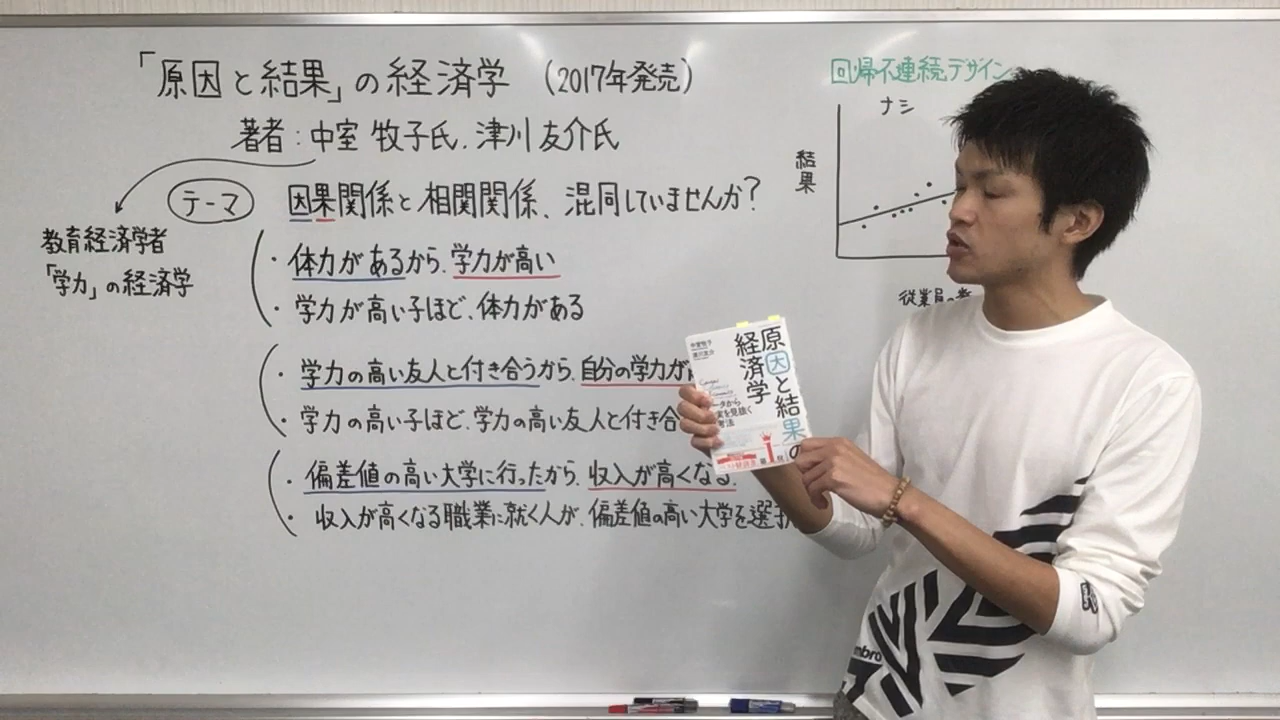 「原因と結果」の経済学 (2017年発売)
著者:中室 牧子氏、津川 友介氏
テーマ 因果関係と相関関係、混同していませんか?
教育経済学者
「学力」の経済学
・体力があるから、学力が高い
・学力が高い子ほど、体力がある
・学力の高い友人と付き合うから、自分の学力が
・学力の高い子ほど、学力の高い友人と付き合
・偏差値の高い大学に行ったから、収入が高くなる。
・収入が高くなる職業に就く人が、偏差値の高い大学を選
回帰不連続デザイン
ナシ
結果
従業員の数
中室牧子
津川友介
原因と結果の
経済学
データから
真実を見抜く
思考法
umbro